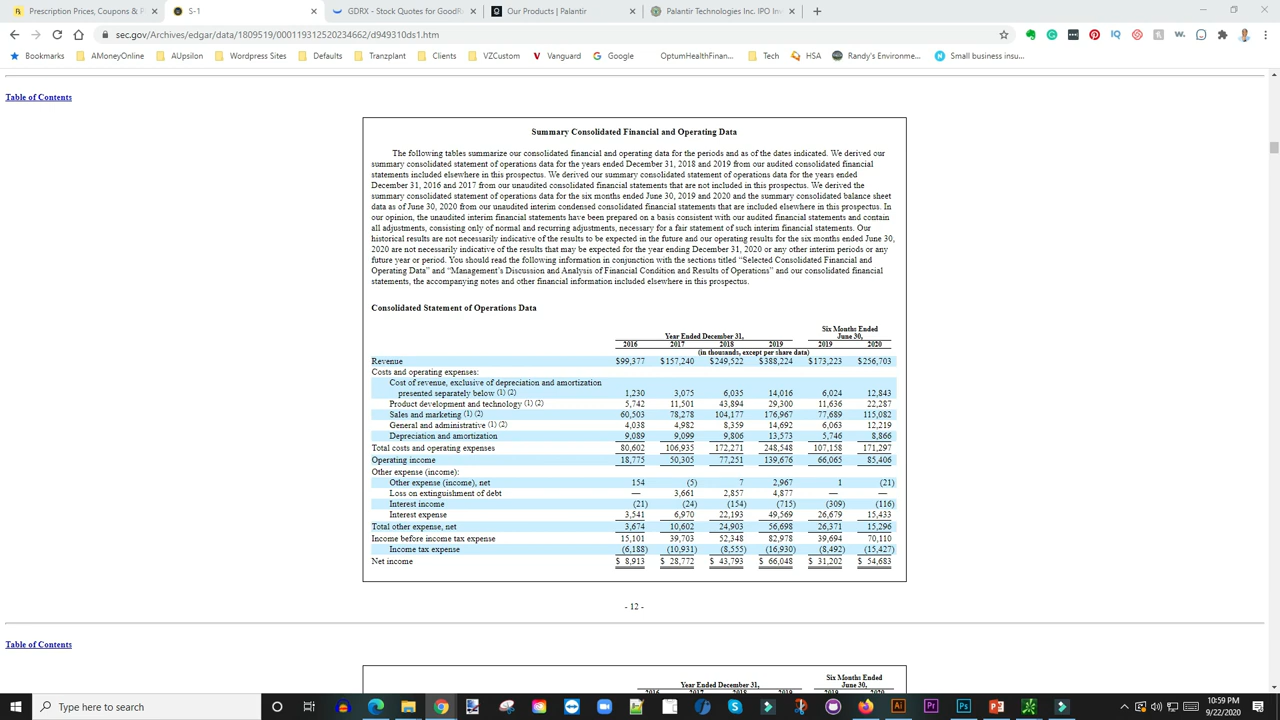 Prescription Prices, Coupons & P
S-1
GDRX - Stock Quotes for GoodR
Our Products | Palantir
Palantir Technologies Inc. IPO In
sec.gov/Archives/edgar/data/1809519/000119312520234662/d949310ds1.htm
Bookmarks AMoneyOnline AUpsilon Wordpress Sites Defaults Tranzplant Clients VZCustom Vanguard Google OptumHealthFinan... Tech HSA Randy's Environme... Small business insu...
Table of Contents
Summary Consolidated Financial and Operating Data
The following tables summarize our consolidated financial and operating data for the periods and as of the dates indicated. We derived our
summary consolidated statement of operations data for the years ended December 31, 2018 and 2019 from our audited consolidated financial
statements included elsewhere in this prospectus. We derived our summary consolidated statement of operations data for the years ended
December 31, 2016 and 2017 from our unaudited consolidated financial statements that are not included in this prospectus. We derived the
summary consolidated statement of operations data for the six months ended June 30, 2019 and 2020 and the summary consolidated balance sheet
data as of June 30, 2020 from our unaudited interim condensed consolidated financial statements that are included elsewhere in this prospectus. In
our opinion, the unaudited interim financial statements have been prepared on a basis consistent with our audited financial statements and contain
all adjustments, consisting only of normal and recurring adjustments, necessary for a fair statement of such interim financial statements. Our
historical results are not necessarily indicative of the results to be expected in the future and our operating results for the six months ended June 30,
2020 are not necessarily indicative of the results that may be expected for the year ending December 31, 2020 or any other interim periods or any
future year or period. You should read the following information in conjunction with the sections titled “Selected Consolidated Financial and
Operating Data” and “Management’s Discussion and Analysis of Financial Condition and Results of Operations” and our consolidated financial
statements, the accompanying notes and other financial information included elsewhere in this prospectus.
Consolidated Statement of Operations Data
Six Months Ended
Year Ended December 31, June 30,
2016 2017 2018 2019 2019 2020
(in thousands, except per share data)
Revenue $99,377 $157,240 $249,522 $388,224 $173,223 $256,703
Costs and operating expenses:
Cost of revenue, exclusive of depreciation and amortization
presented separately below (1) (2) 1,230 3,075 6,035 14,016 6,024 12,843
Product development and technology (1) (2) 5,742 11,501 43,894 29,300 11,636 22,287
Sales and marketing (1) (2) 60,503 78,278 104,177 176,967 77,689 115,082
General and administrative (1) (2) 4,038 4,982 8,359 14,692 6,063 12,219
Depreciation and amortization 9,089 9,099 9,806 13,573 5,746 8,866
Total costs and operating expenses 80,602 106,935 172,271 248,548 107,158 171,297
Operating income 18,775 50,305 77,251 139,676 66,065 85,406
Other expense (income):
Other expense (income), net 154 (5) 7 2,967 1 (21)
Loss on extinguishment of debt — 3,661 2,857 4,877 — —
Interest income (21) (24) (154) (715) (309) (116)
Interest expense 3,541 6,970 22,193 49,569 26,679 15,433
Total other expense, net 3,674 10,602 24,903 56,698 26,371 15,296
Income before income tax expense 15,101 39,703 52,348 82,978 39,694 70,110
Income tax expense (6,188) (10,931) (8,555) (16,930) (8,492) (15,427)
Net income $ 8,913 $ 28,772 $ 43,793 $ 66,048 $ 31,202 $ 54,683
- 12 -
Table of Contents
Six Months Ended
Year Ended December 31, June 30,
2016 2017 2018 2019 2019 2020
Type here to search
10:59 PM
9/22/2020